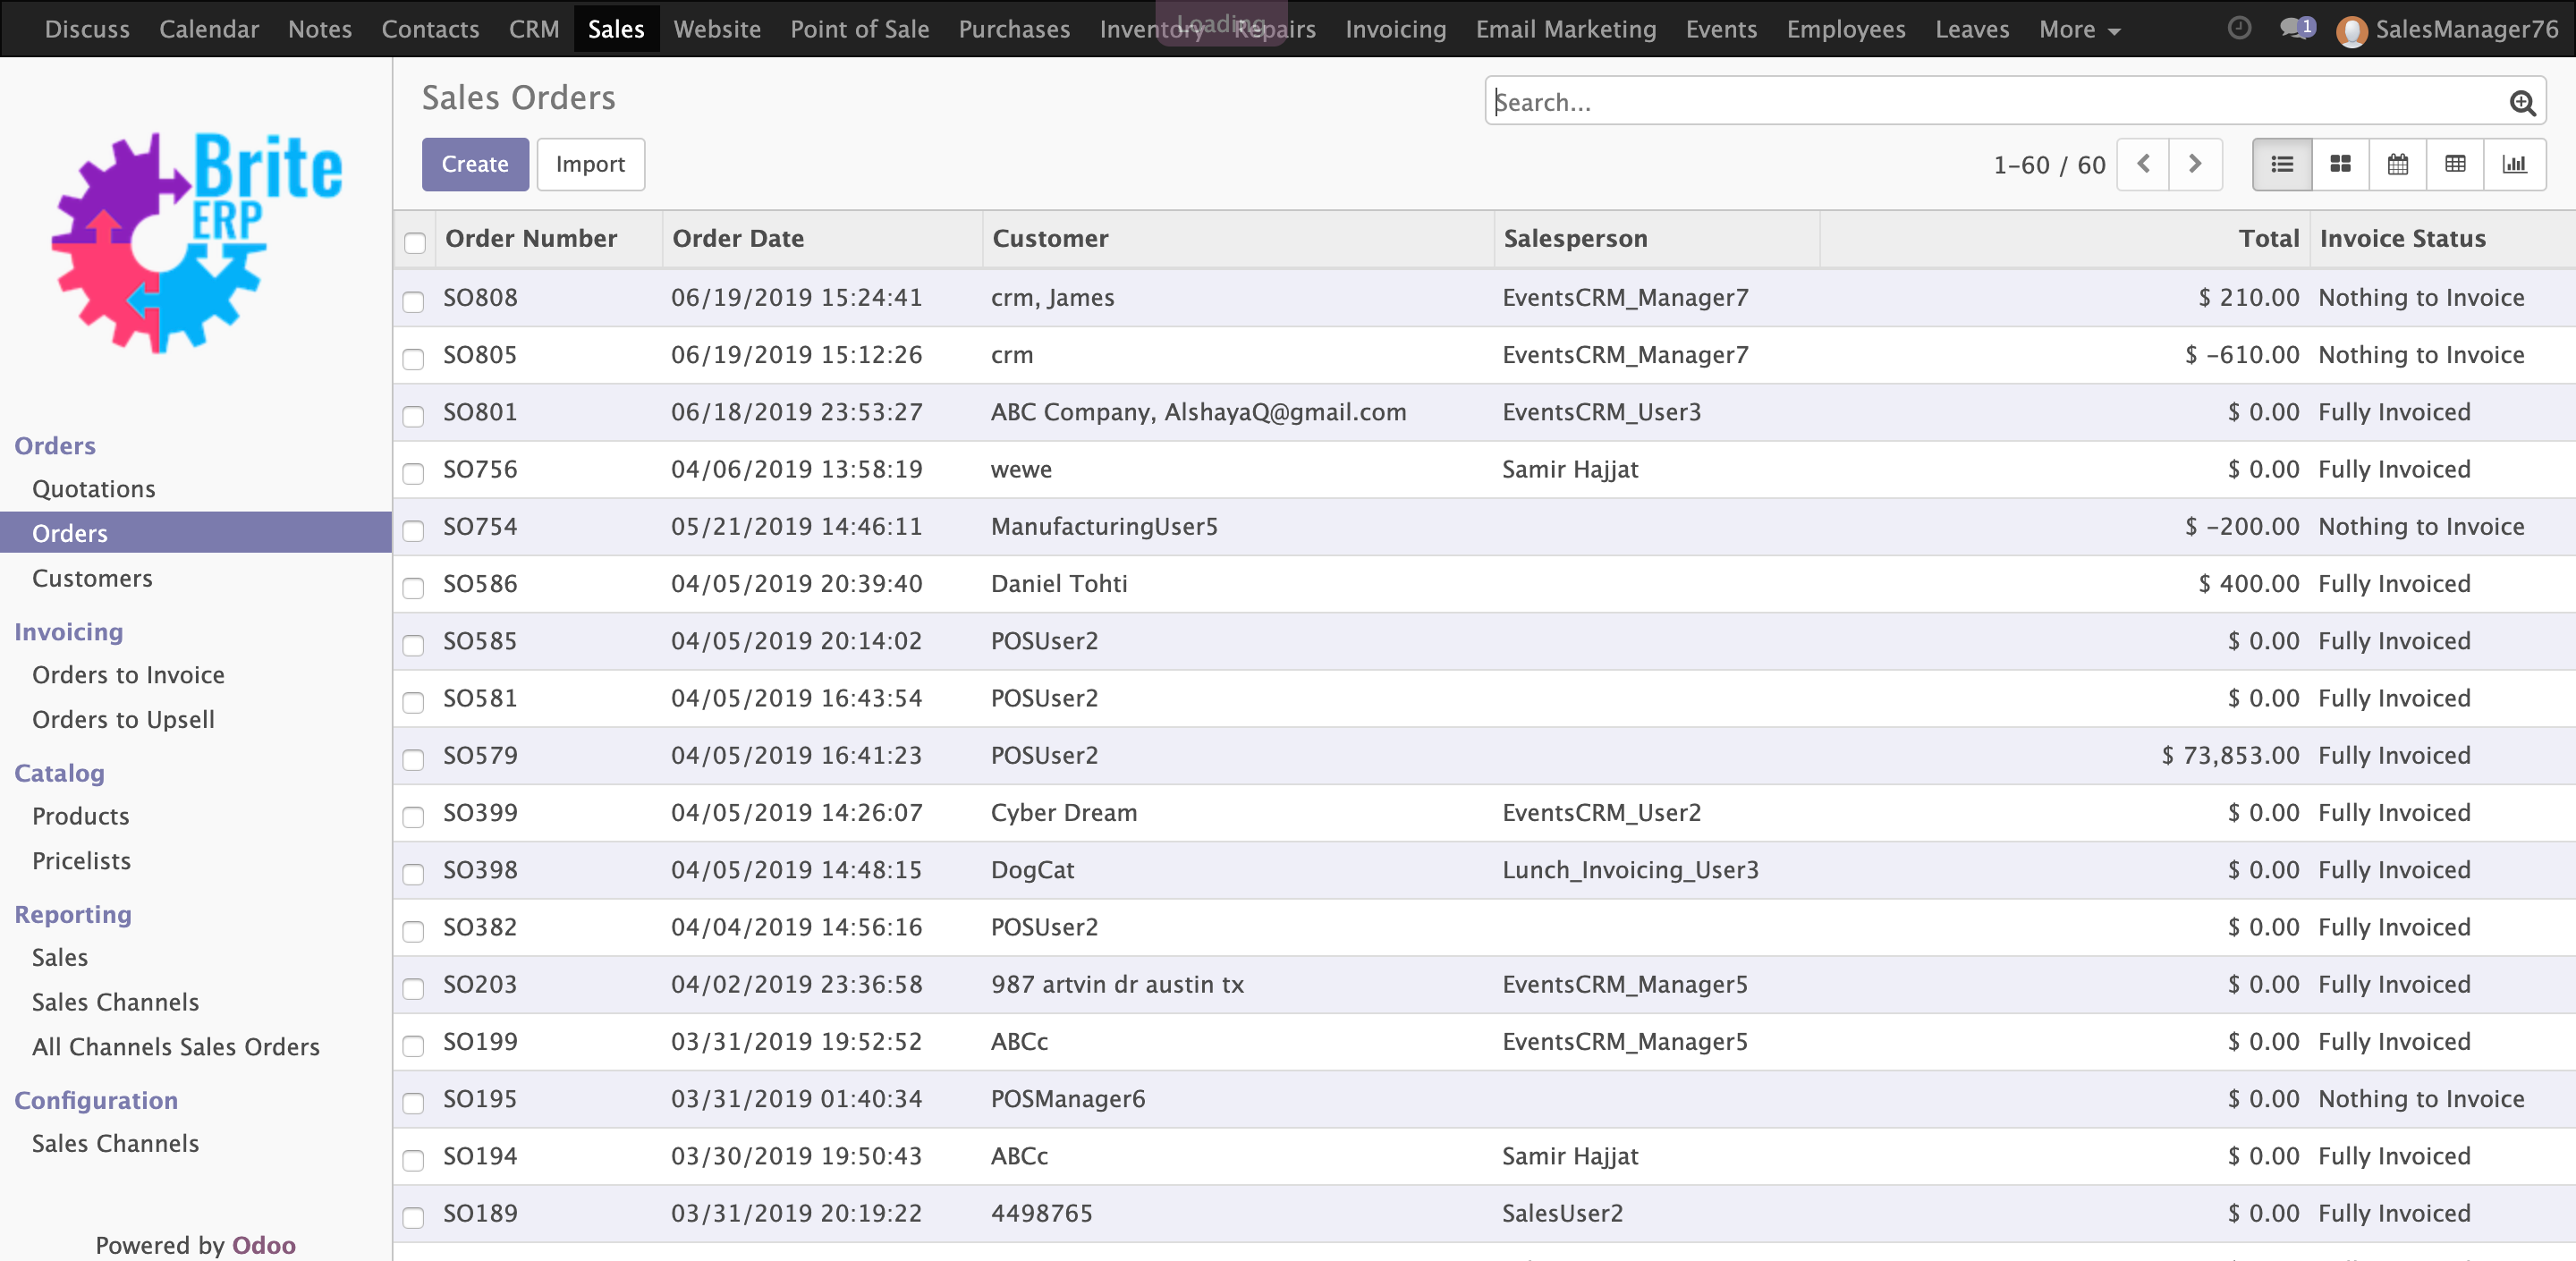 Discuss Calendar Notes Contacts CRM Sales Website Point of Sale Purchases Inventory Repairs Invoicing Email Marketing Events Employees Leaves More 1 SalesManager76
Loading
Brite
ERP
Sales Orders
Search...
Create Import
1-60 / 60
Order Number Order Date Customer Salesperson Total Invoice Status
SO808 06/19/2019 15:24:41 crm, James EventsCRM_Manager7 $ 210.00 Nothing to Invoice
SO805 06/19/2019 15:12:26 crm EventsCRM_Manager7 $ -610.00 Nothing to Invoice
SO801 06/18/2019 23:53:27 ABC Company, AlshayaQ@gmail.com EventsCRM_User3 $ 0.00 Fully Invoiced
SO756 04/06/2019 13:58:19 wewe Samir Hajjat $ 0.00 Fully Invoiced
SO754 05/21/2019 14:46:11 ManufacturingUser5 $ -200.00 Nothing to Invoice
SO586 04/05/2019 20:39:40 Daniel Tohti $ 400.00 Fully Invoiced
SO585 04/05/2019 20:14:02 POSUser2 $ 0.00 Fully Invoiced
SO581 04/05/2019 16:43:54 POSUser2 $ 0.00 Fully Invoiced
SO579 04/05/2019 16:41:23 POSUser2 $ 73,853.00 Fully Invoiced
SO399 04/05/2019 14:26:07 Cyber Dream EventsCRM_User2 $ 0.00 Fully Invoiced
SO398 04/05/2019 14:48:15 DogCat Lunch_Invoicing_User3 $ 0.00 Fully Invoiced
SO382 04/04/2019 14:56:16 POSUser2 $ 0.00 Fully Invoiced
SO203 04/02/2019 23:36:58 987 artvin dr austin tx EventsCRM_Manager5 $ 0.00 Fully Invoiced
SO199 03/31/2019 19:52:52 ABCc EventsCRM_Manager5 $ 0.00 Fully Invoiced
SO195 03/31/2019 01:40:34 POSManager6 $ 0.00 Nothing to Invoice
SO194 03/30/2019 19:50:43 ABCc Samir Hajjat $ 0.00 Fully Invoiced
SO189 03/31/2019 20:19:22 4498765 SalesUser2 $ 0.00 Fully Invoiced
Orders
Quotations
Orders
Customers
Invoicing
Orders to Invoice
Orders to Upsell
Catalog
Products
Pricelists
Reporting
Sales
Sales Channels
All Channels Sales Orders
Configuration
Sales Channels
Powered by Odoo